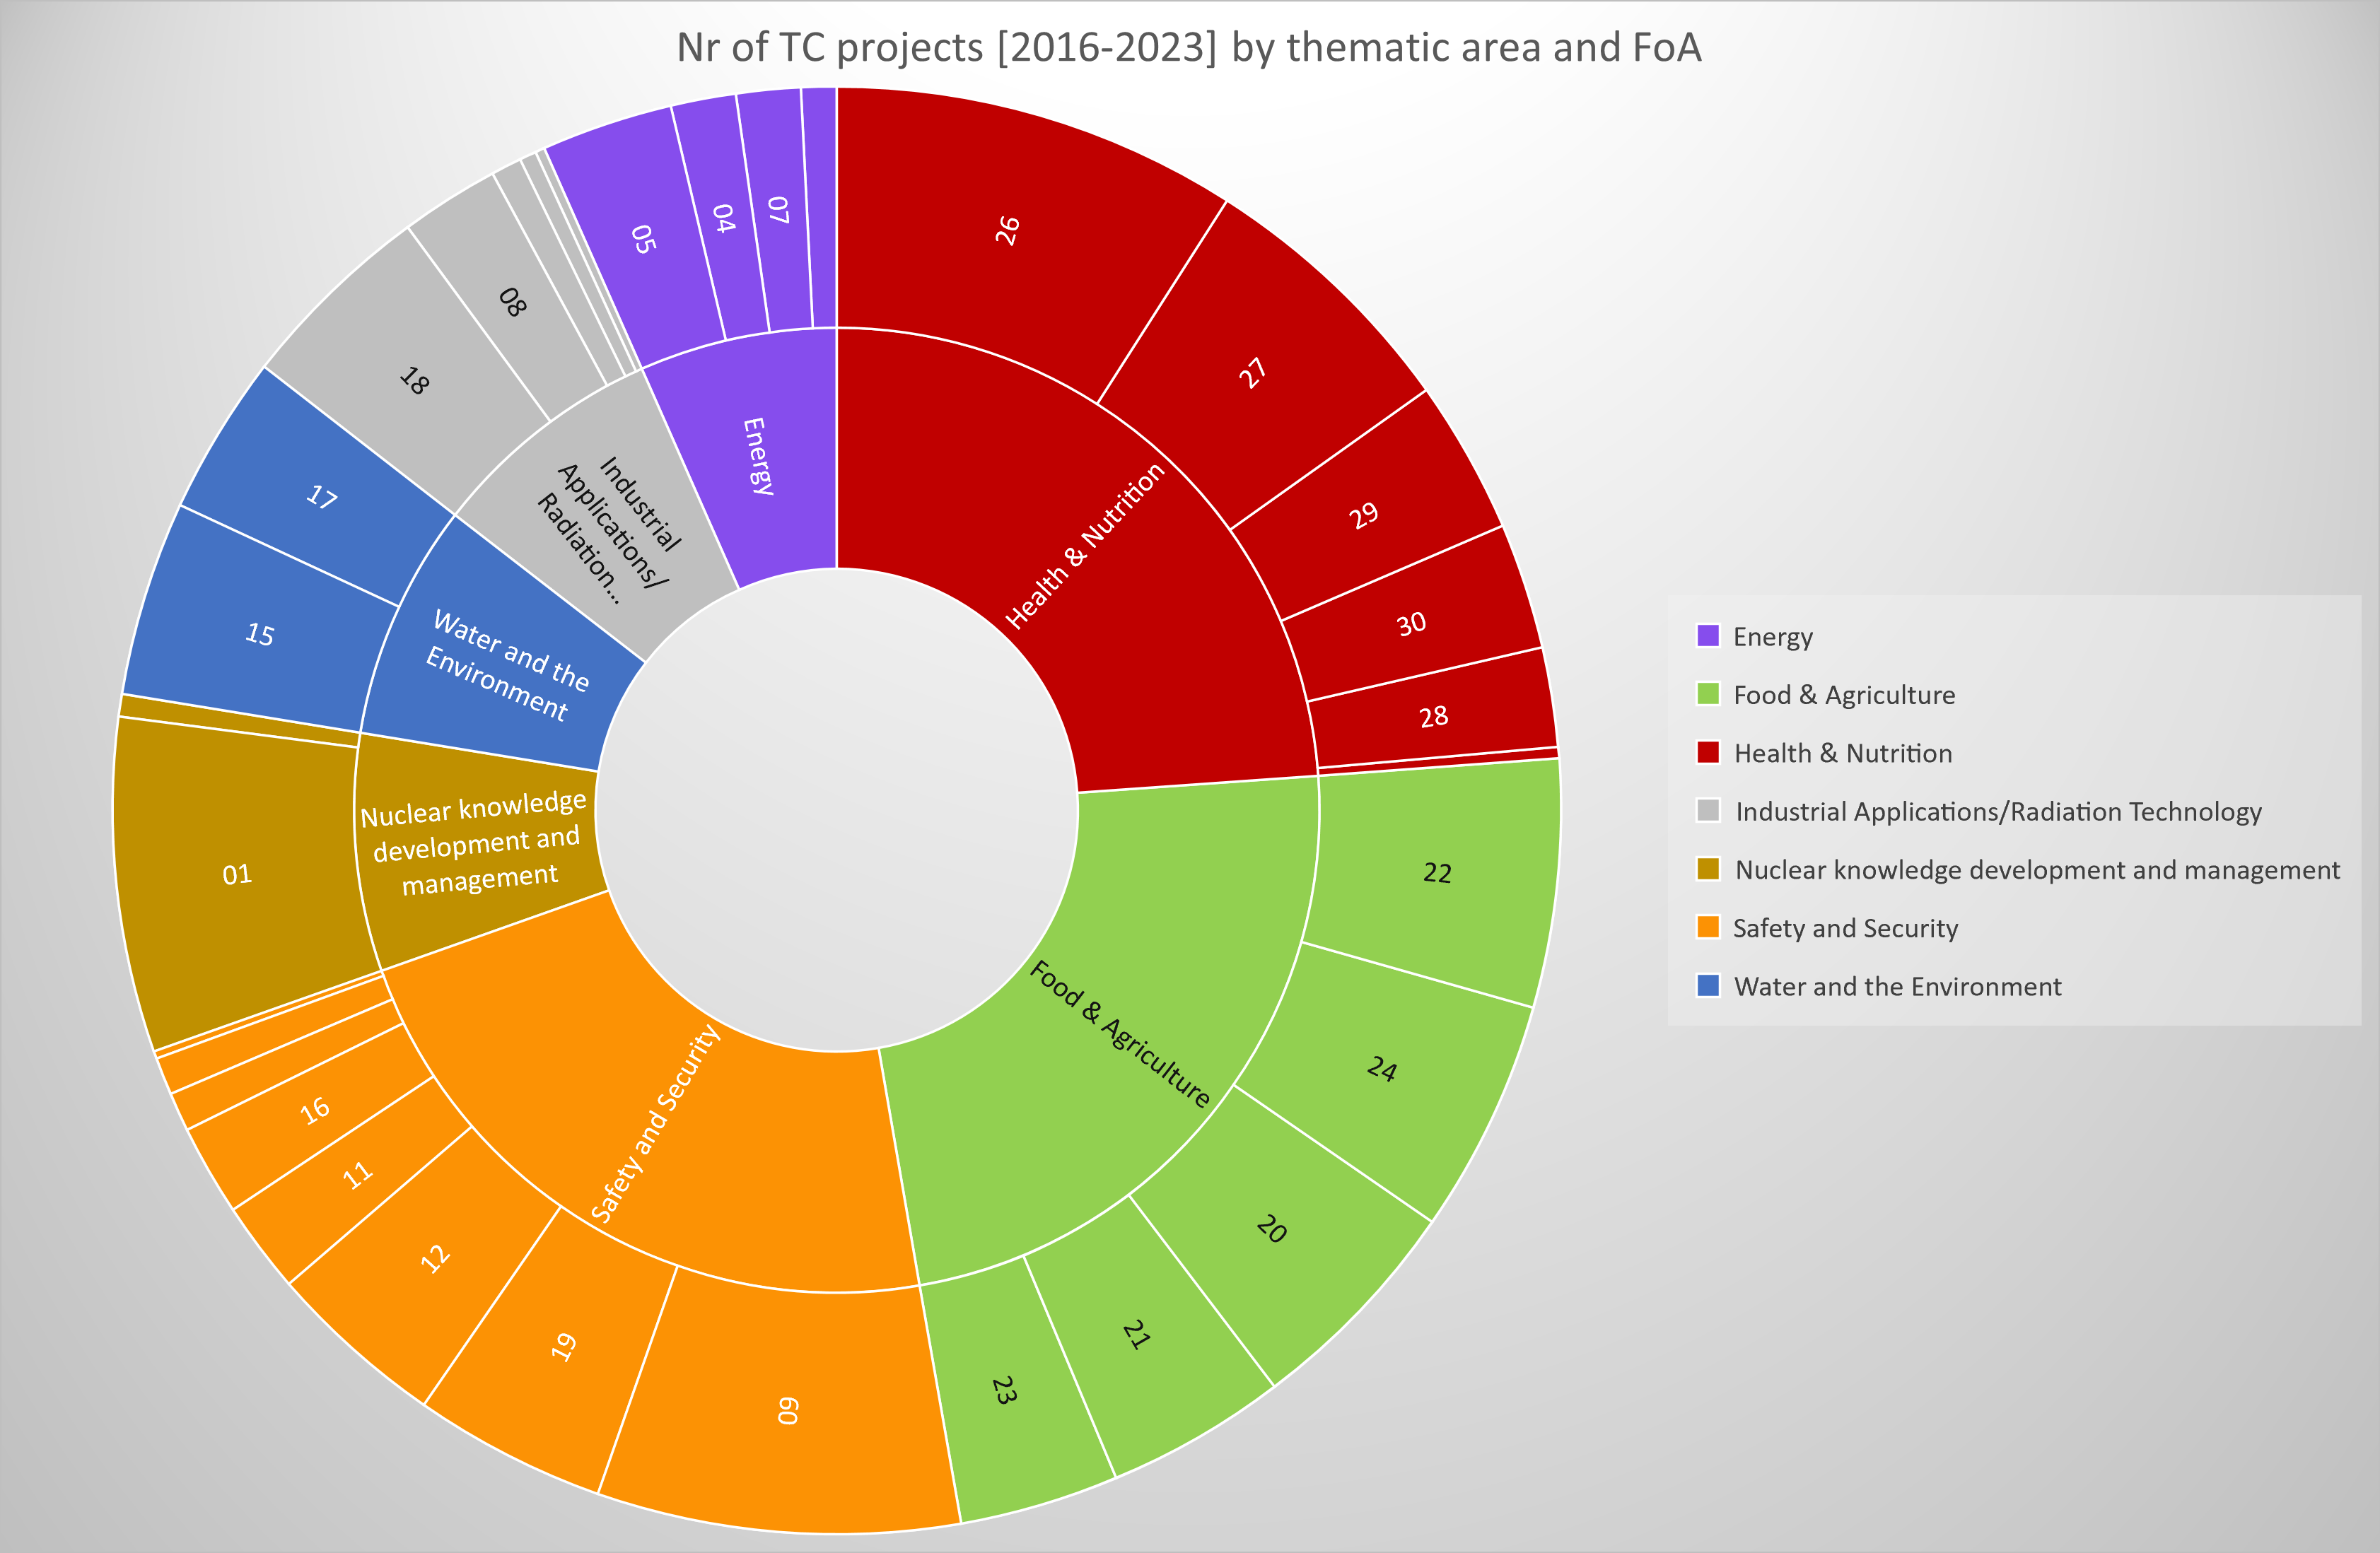 Nr of TC projects [2016-2023] by thematic area and FoA
26
27
29
30
28
Health & Nutrition
22
24
20
21
23
Food & Agriculture
09
19
12
11
16
Safety and Security
01
Nuclear knowledge
development and
management
15
17
Water and the
Environment
18
08
Industrial
Applications/
Radiation...
05
04
07
Energy
Energy
Food & Agriculture
Health & Nutrition
Industrial Applications/Radiation Technology
Nuclear knowledge development and management
Safety and Security
Water and the Environment